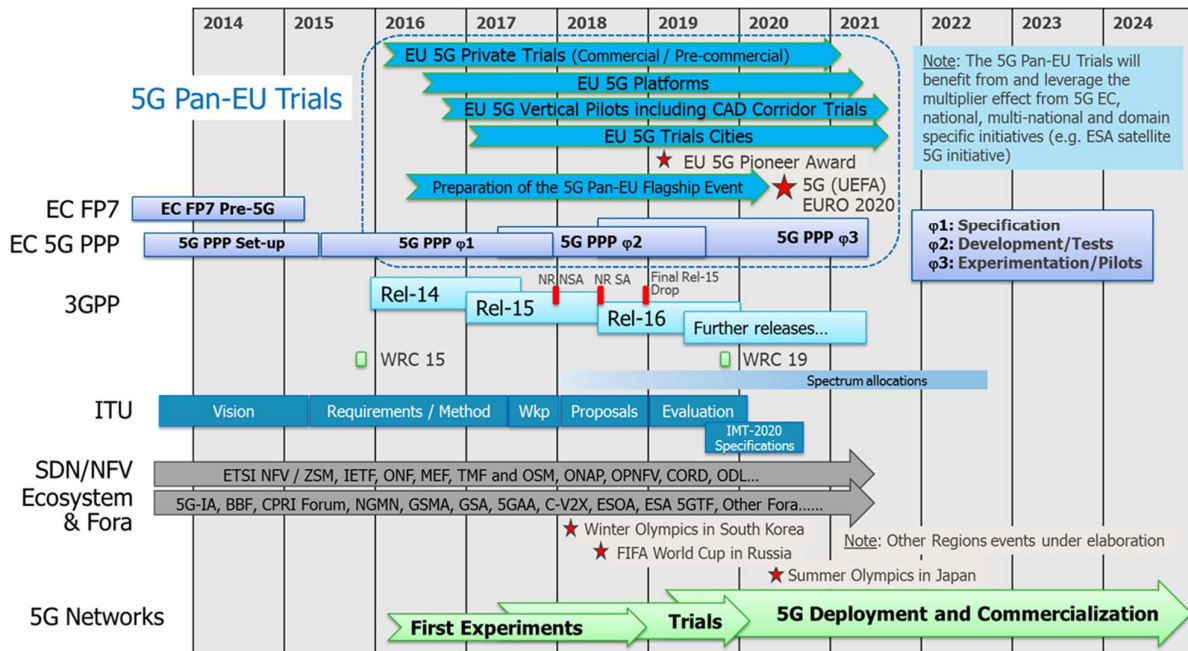 2014 2015 2016 2017 2018 2019 2020 2021 2022 2023 2024
5G Pan-EU Trials
EU 5G Private Trials (Commercial / Pre-commercial)
EU 5G Platforms
EU 5G Vertical Pilots including CAD Corridor Trials
EU 5G Trials Cities
EU 5G Pioneer Award
Preparation of the 5G Pan-EU Flagship Event
5G (UEFA)
EURO 2020
Note: The 5G Pan-EU Trials will
benefit from and leverage the
multiplier effect from 5G EC,
national, multi-national and domain
specific initiatives (e.g. ESA satellite
5G initiative)
EC FP7
EC FP7 Pre-5G
EC 5G PPP
5G PPP Set-up
5G PPP φ1
5G PPP φ2
5G PPP φ3
φ1: Specification
φ2: Development/Tests
φ3: Experimentation/Pilots
3GPP
Rel-14
Rel-15
Rel-16
Further releases...
NR NSA
NR SA
Final Rel-15
Drop
WRC 15
WRC 19
Spectrum allocations
ITU
Vision
Requirements / Method
Wkp
Proposals
Evaluation
IMT-2020
Specifications
SDN/NFV
ETSI NFV / ZSM, IETF, ONF, MEF, TMF and OSM, ONAP, OPNFV, CORD, ODL...
Ecosystem
& Fora
5G-IA, BBF, CPRI Forum, NGMN, GSMA, GSA, 5GAA, C-V2X, ESOA, ESA 5GTF, Other Fora......
Winter Olympics in South Korea
FIFA World Cup in Russia
Note: Other Regions events under elaboration
Summer Olympics in Japan
5G Networks
First Experiments
Trials
5G Deployment and Commercialization